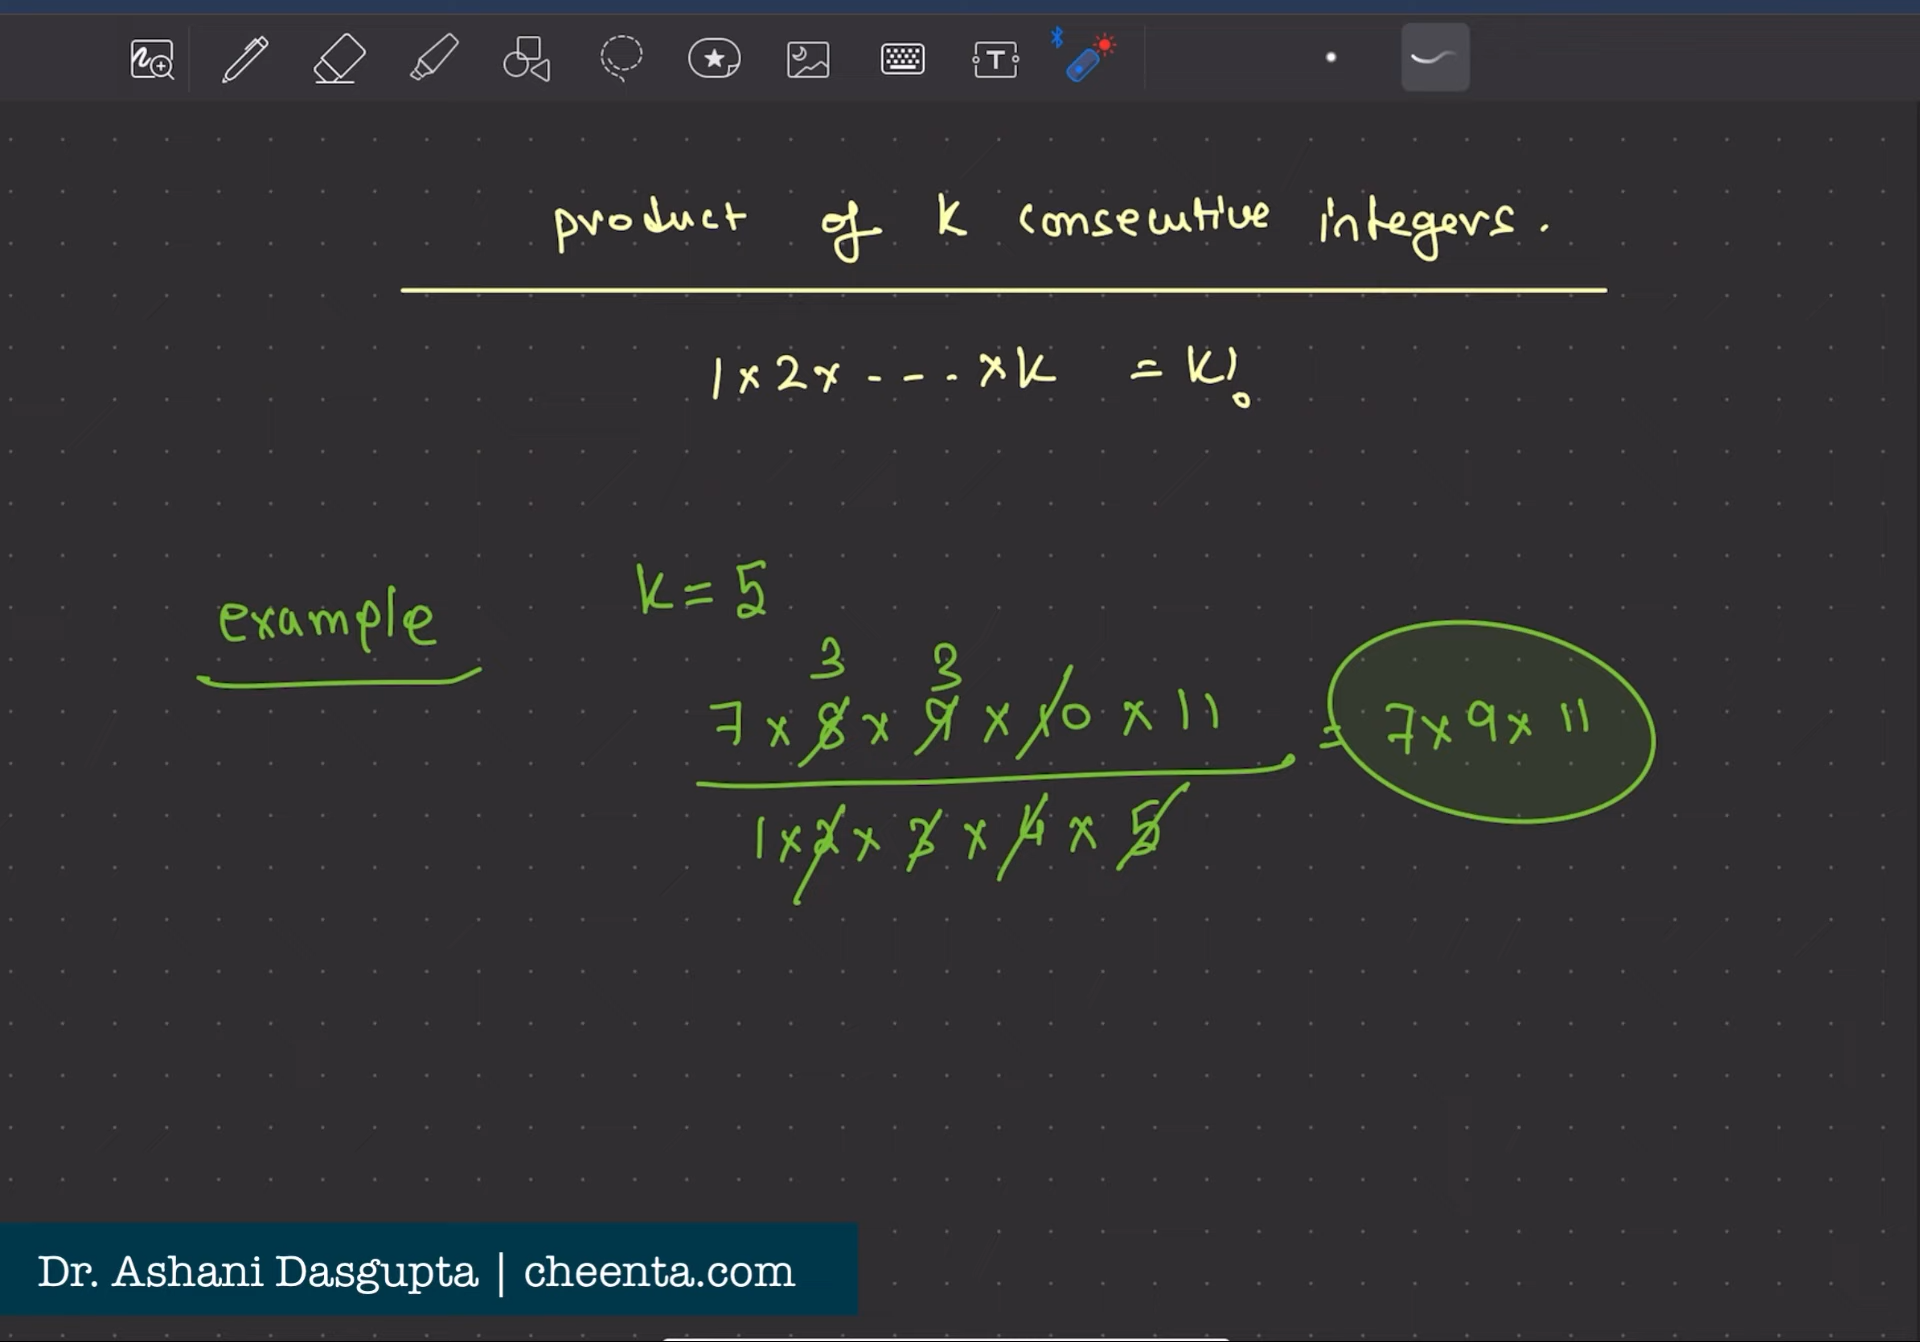 product of k consecutive integers.
1 x 2 x - - - - x k = k!
example
k = 5
3 3
7 x 8 x 9 x 10 x 11
= 7 x 9 x 11
1 x 2 x 3 x 4 x 5
Dr. Ashani Dasgupta | cheenta.com